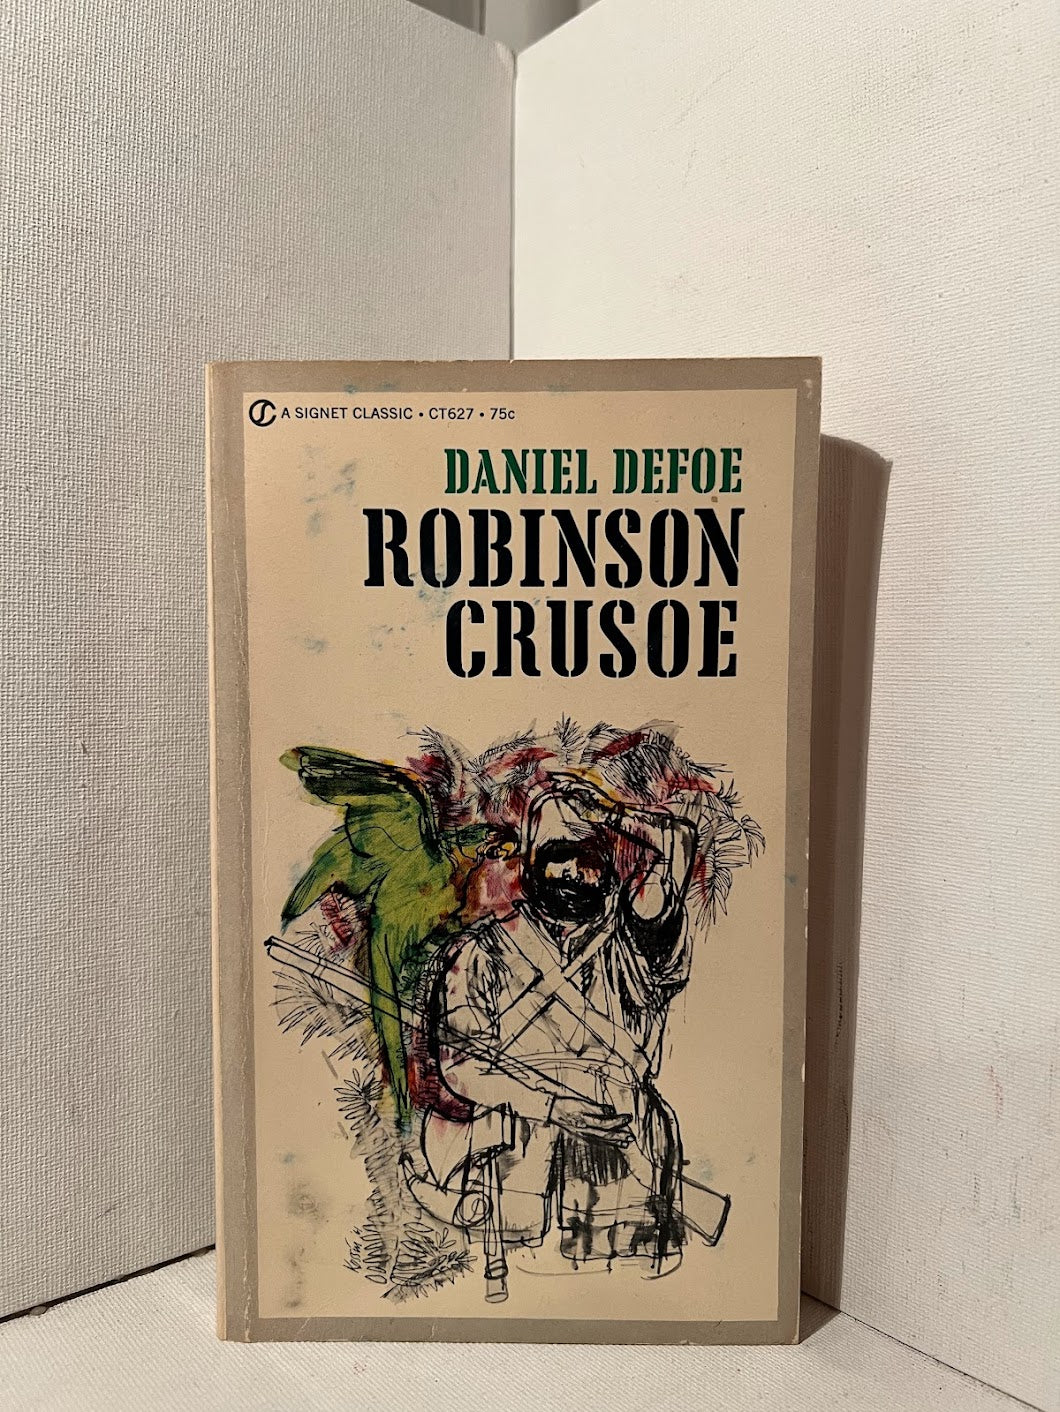 A SIGNET CLASSIC • CT627 • 75c
DANIEL DEFOE
ROBINSON
CRUSOE